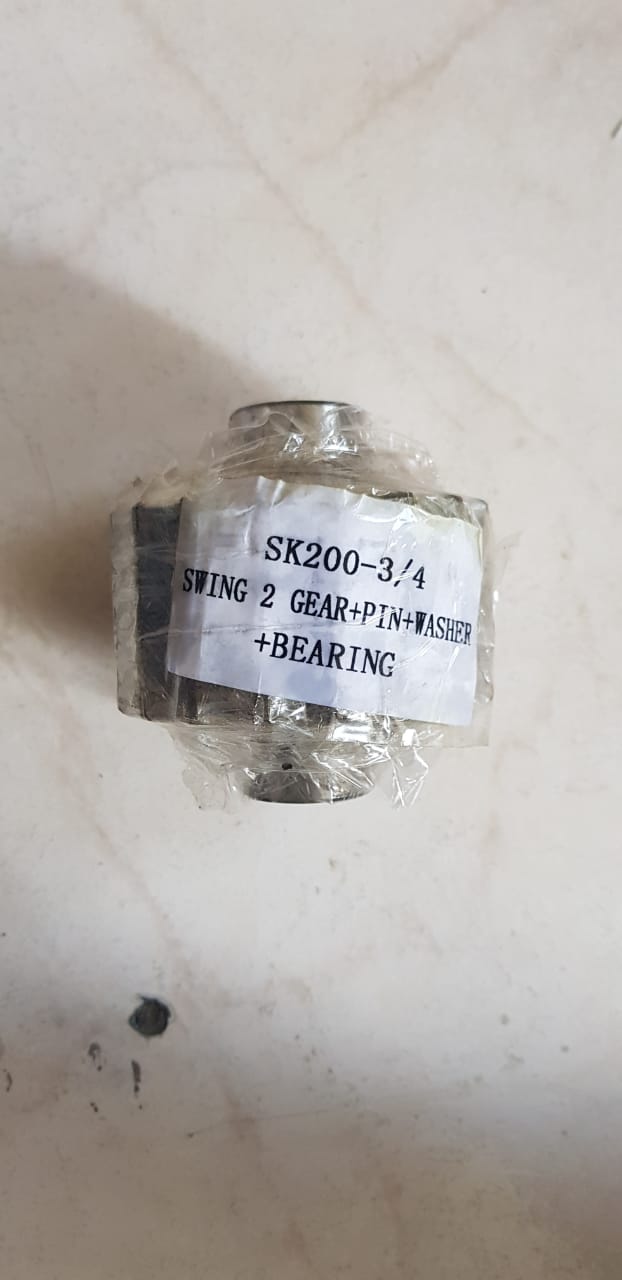 SK200-3/4
SWING 2 GEAR+PIN+WASHER
+BEARING